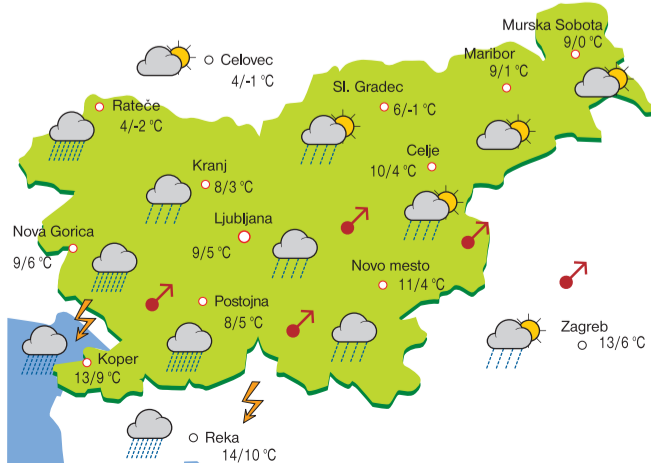 Murska Sobota
9/0 °C
Maribor
9/1 °C
Celovec
4/-1 °C
Sl. Gradec
6/-1 °C
Rateče
4/-2 °C
Celje
10/4 °C
Kranj
8/3 °C
Ljubljana
9/5 °C
Nova Gorica
9/6 °C
Novo mesto
11/4 °C
Postojna
8/5 °C
Zagreb
13/6 °C
Koper
13/9 °C
Reka
14/10 °C